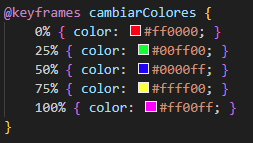 @keyframes cambiarColores {
0% { color: #ff0000; }
25% { color: #00ff00; }
50% { color: #0000ff; }
75% { color: #ffff00; }
100% { color: #ff00ff; }
}